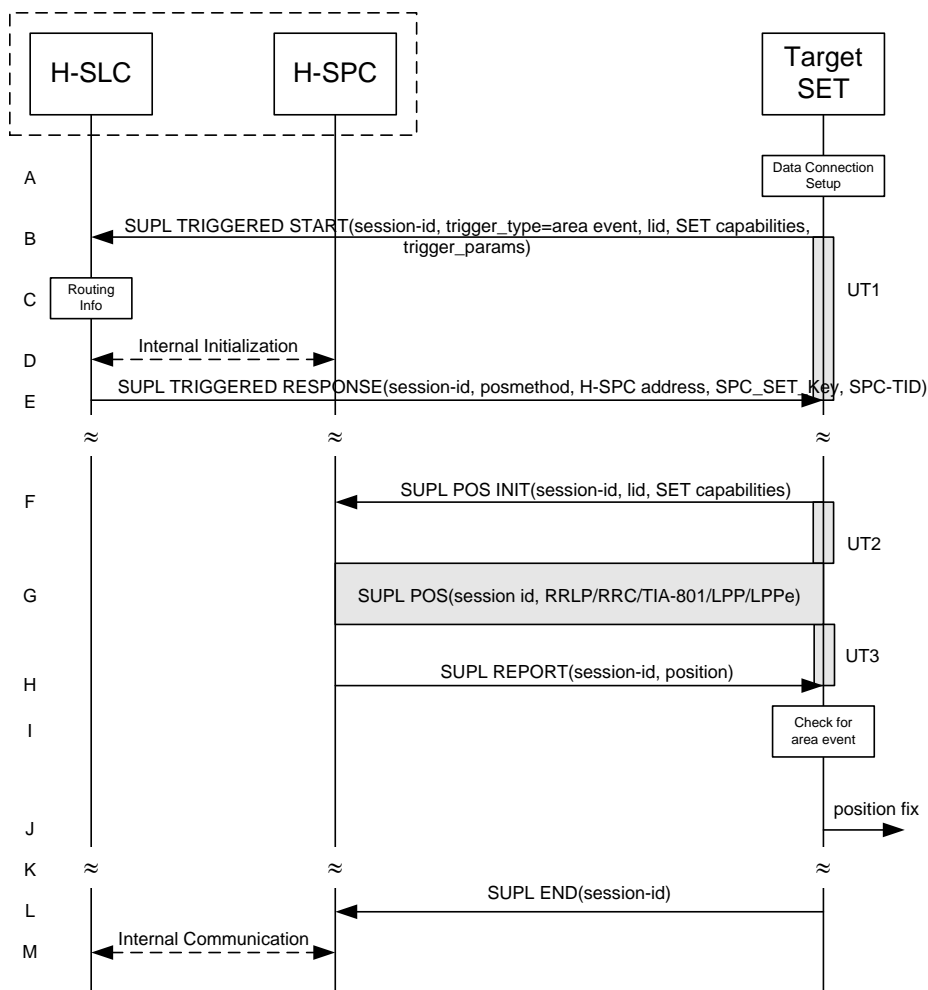 H-SLC
H-SPC
Target
SET
A
Data Connection
Setup
B
SUPL TRIGGERED START(session-id, trigger_type=area event, lid, SET capabilities,
trigger_params)
C
Routing
Info
UT1
D
Internal Initialization
E
SUPL TRIGGERED RESPONSE(session-id, posmethod, H-SPC address, SPC_SET_Key, SPC-TID)
≈ ≈ ≈
F
SUPL POS INIT(session-id, lid, SET capabilities)
UT2
G
SUPL POS(session id, RRLP/RRC/TIA-801/LPP/LPPe)
UT3
H
SUPL REPORT(session-id, position)
I
Check for
area event
J
position fix
K
≈ ≈ ≈
L
SUPL END(session-id)
M
Internal Communication